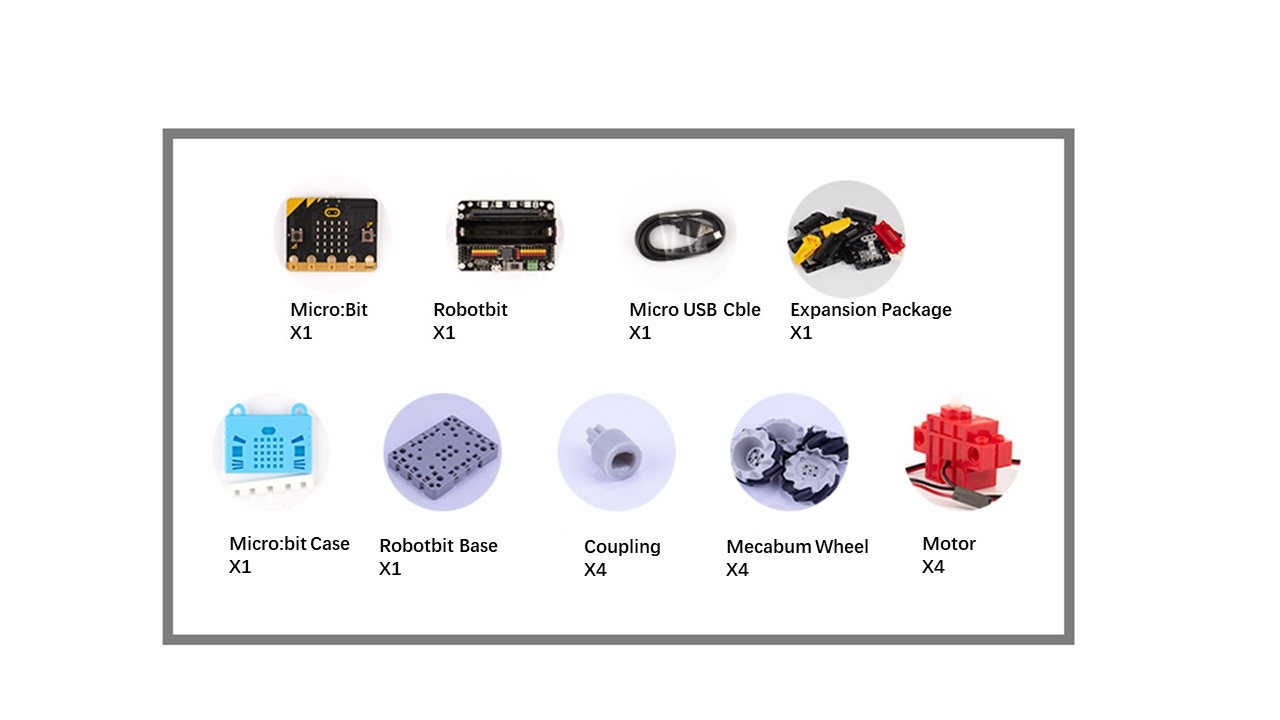 Micro:Bit
X1
Robotbit
X1
Micro USB Cble
X1
Expansion Package
X1
Micro:bit Case
X1
Robotbit Base
X1
Coupling
X4
Mecabum Wheel
X4
Motor
X4